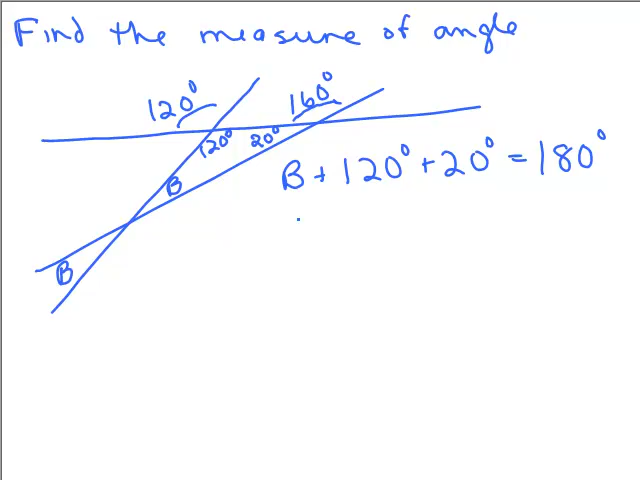 Find the measure of angle
120° 160°
120° 20°
B B + 120° + 20° = 180°
B